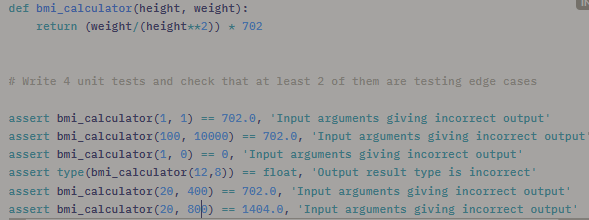 def bmi_calculator(height, weight):
    return (weight/(height**2)) * 702
# Write 4 unit tests and check that at least 2 of them are testing edge cases
assert bmi_calculator(1, 1) == 702.0, 'Input arguments giving incorrect output'
assert bmi_calculator(100, 10000) == 702.0, 'Input arguments giving incorrect output
assert bmi_calculator(1, 0) == 0, 'Input arguments giving incorrect output'
assert type(bmi_calculator(12,8)) == float, 'Output result type is incorrect'
assert bmi_calculator(20, 400) == 702.0, 'Input arguments giving incorrect output'
assert bmi_calculator(20, 800) == 1404.0, 'Input arguments giving incorrect output'